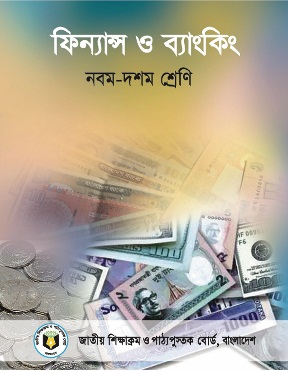 ফিন্যান্স ও ব্যাংকিং
নবম-দশম শ্রেণি
জাতীয় শিক্ষাক্রম ও পাঠ্যপুস্তক বোর্ড, বাংলাদেশ